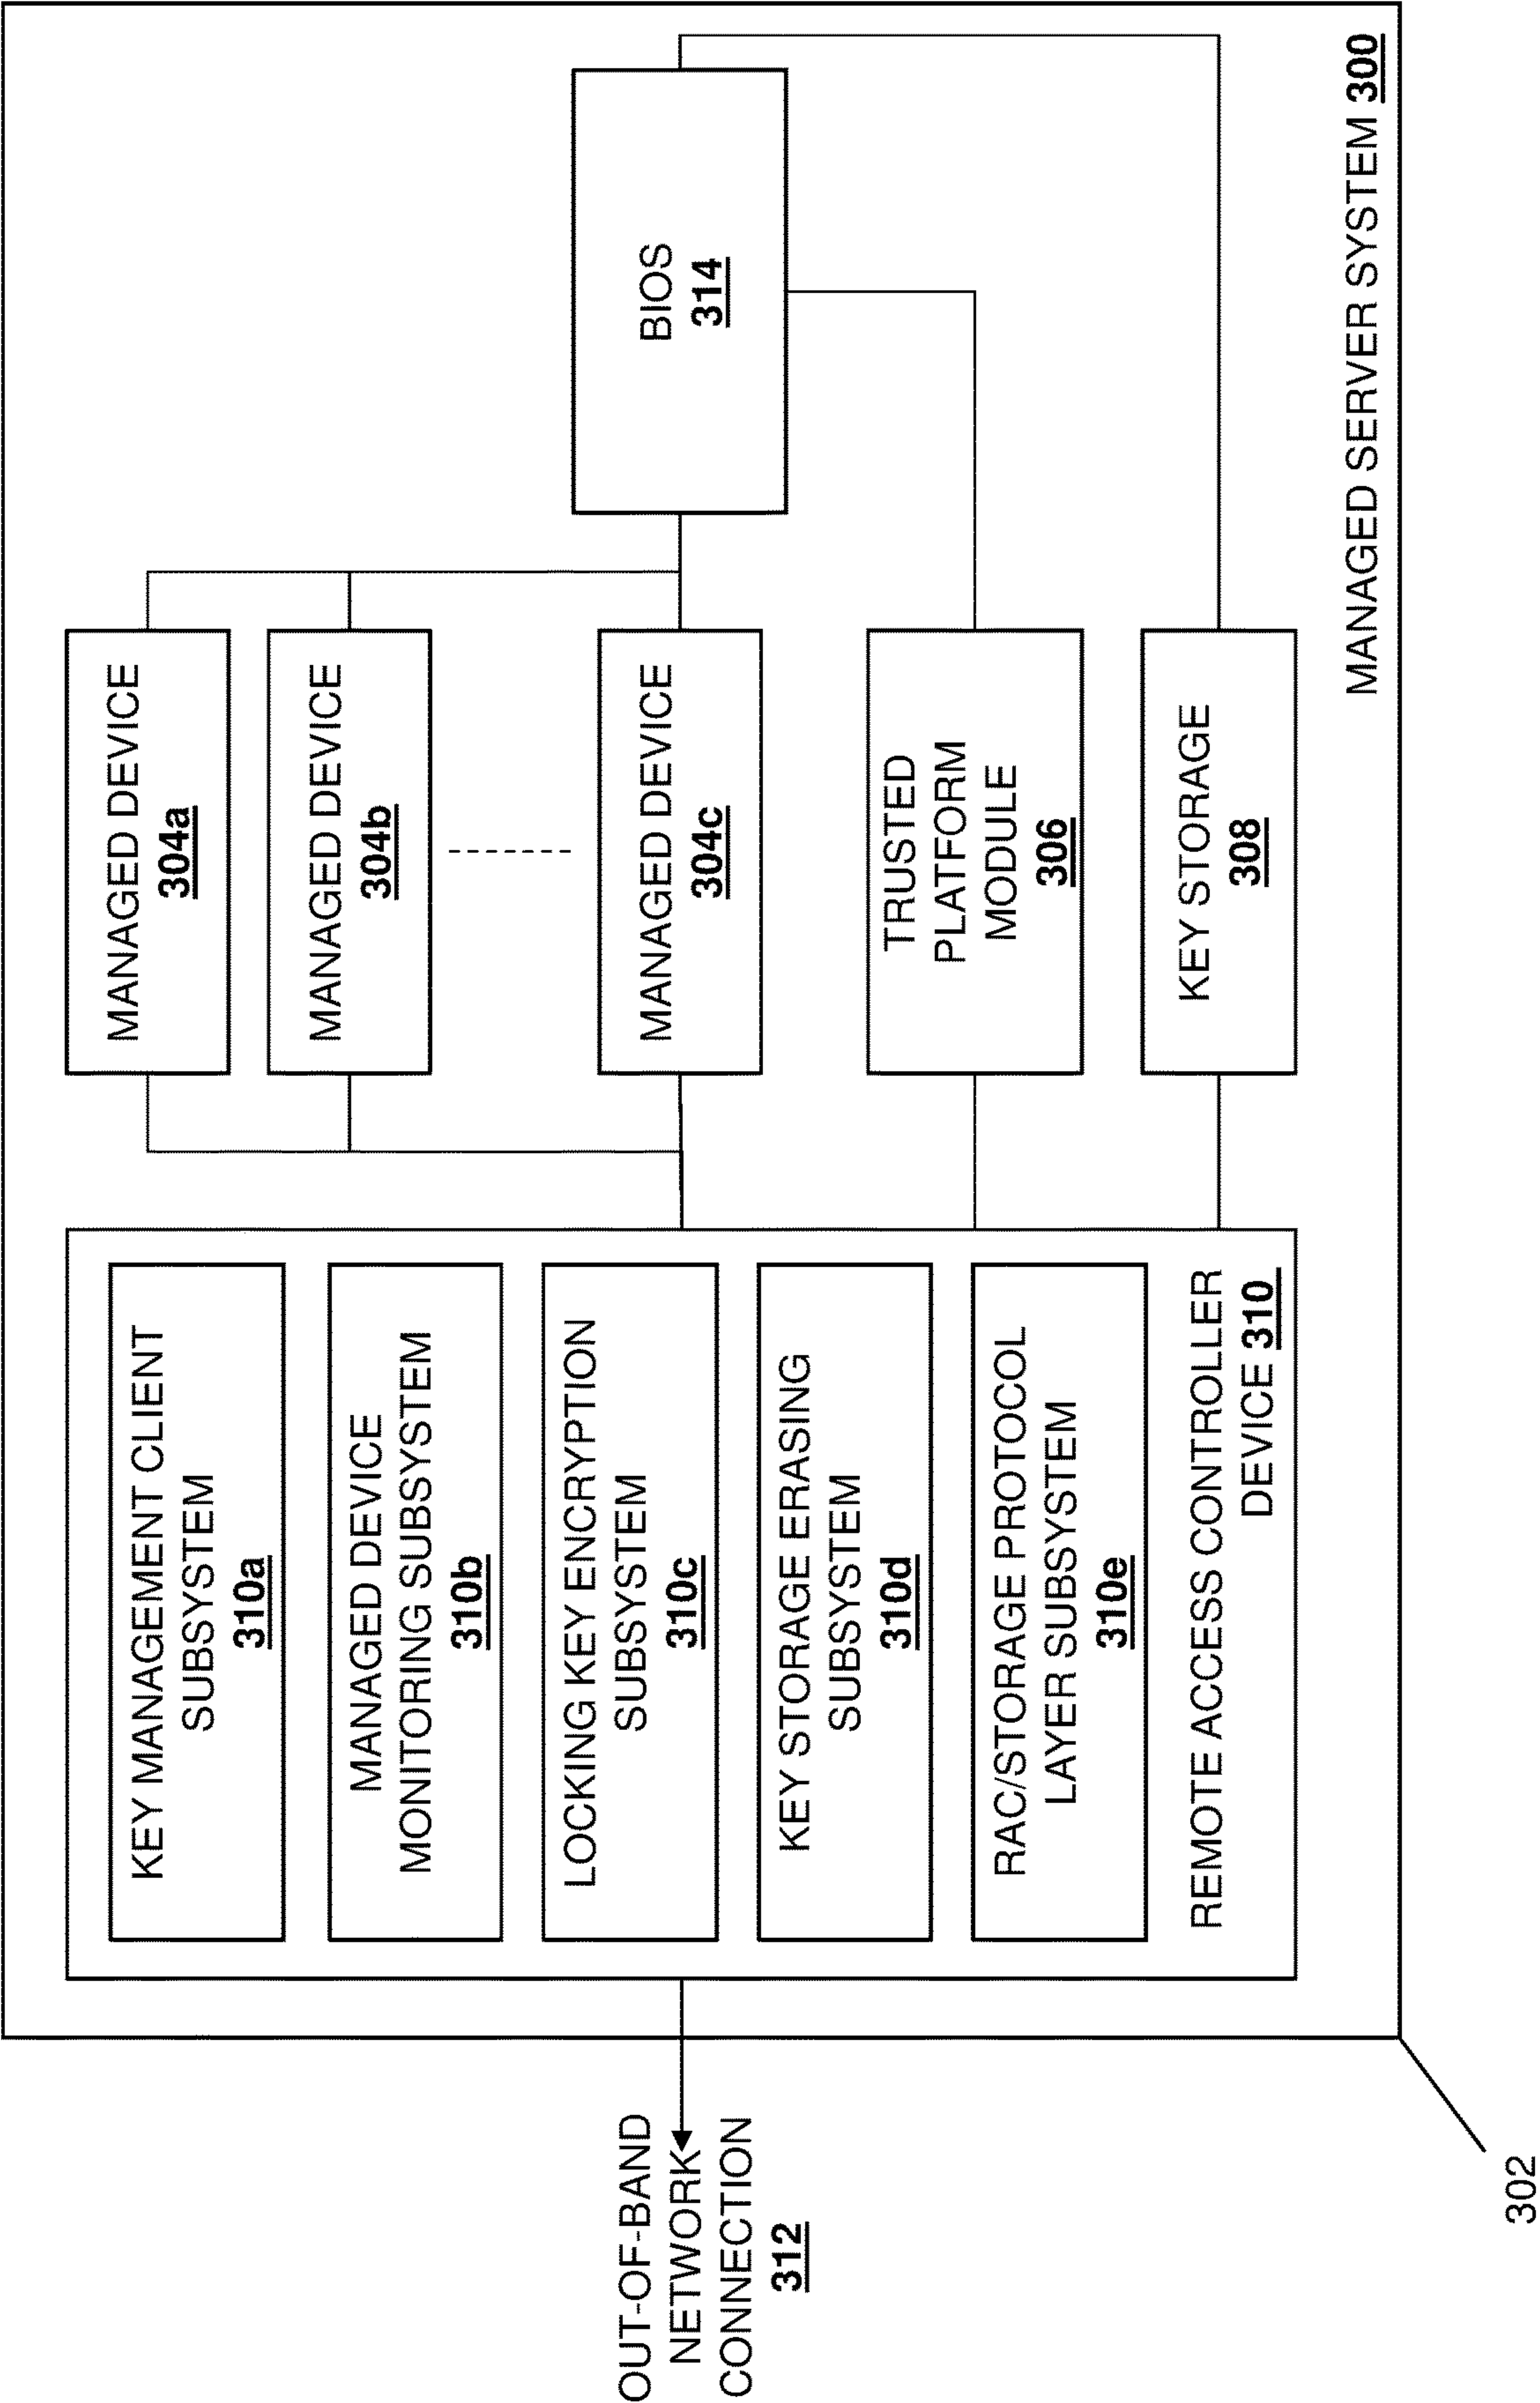 MANAGED SERVER SYSTEM 300
302
OUT-OF-BAND
NETWORK
CONNECTION
312
KEY MANAGEMENT CLIENT
SUBSYSTEM
310a
MANAGED DEVICE
MONITORING SUBSYSTEM
310b
LOCKING KEY ENCRYPTION
SUBSYSTEM
310c
KEY STORAGE ERASING
SUBSYSTEM
310d
RAC/STORAGE PROTOCOL
LAYER SUBSYSTEM
310e
REMOTE ACCESS CONTROLLER
DEVICE 310
MANAGED DEVICE
304a
MANAGED DEVICE
304b
MANAGED DEVICE
304c
TRUSTED
PLATFORM
MODULE
306
KEY STORAGE
308
BIOS
314